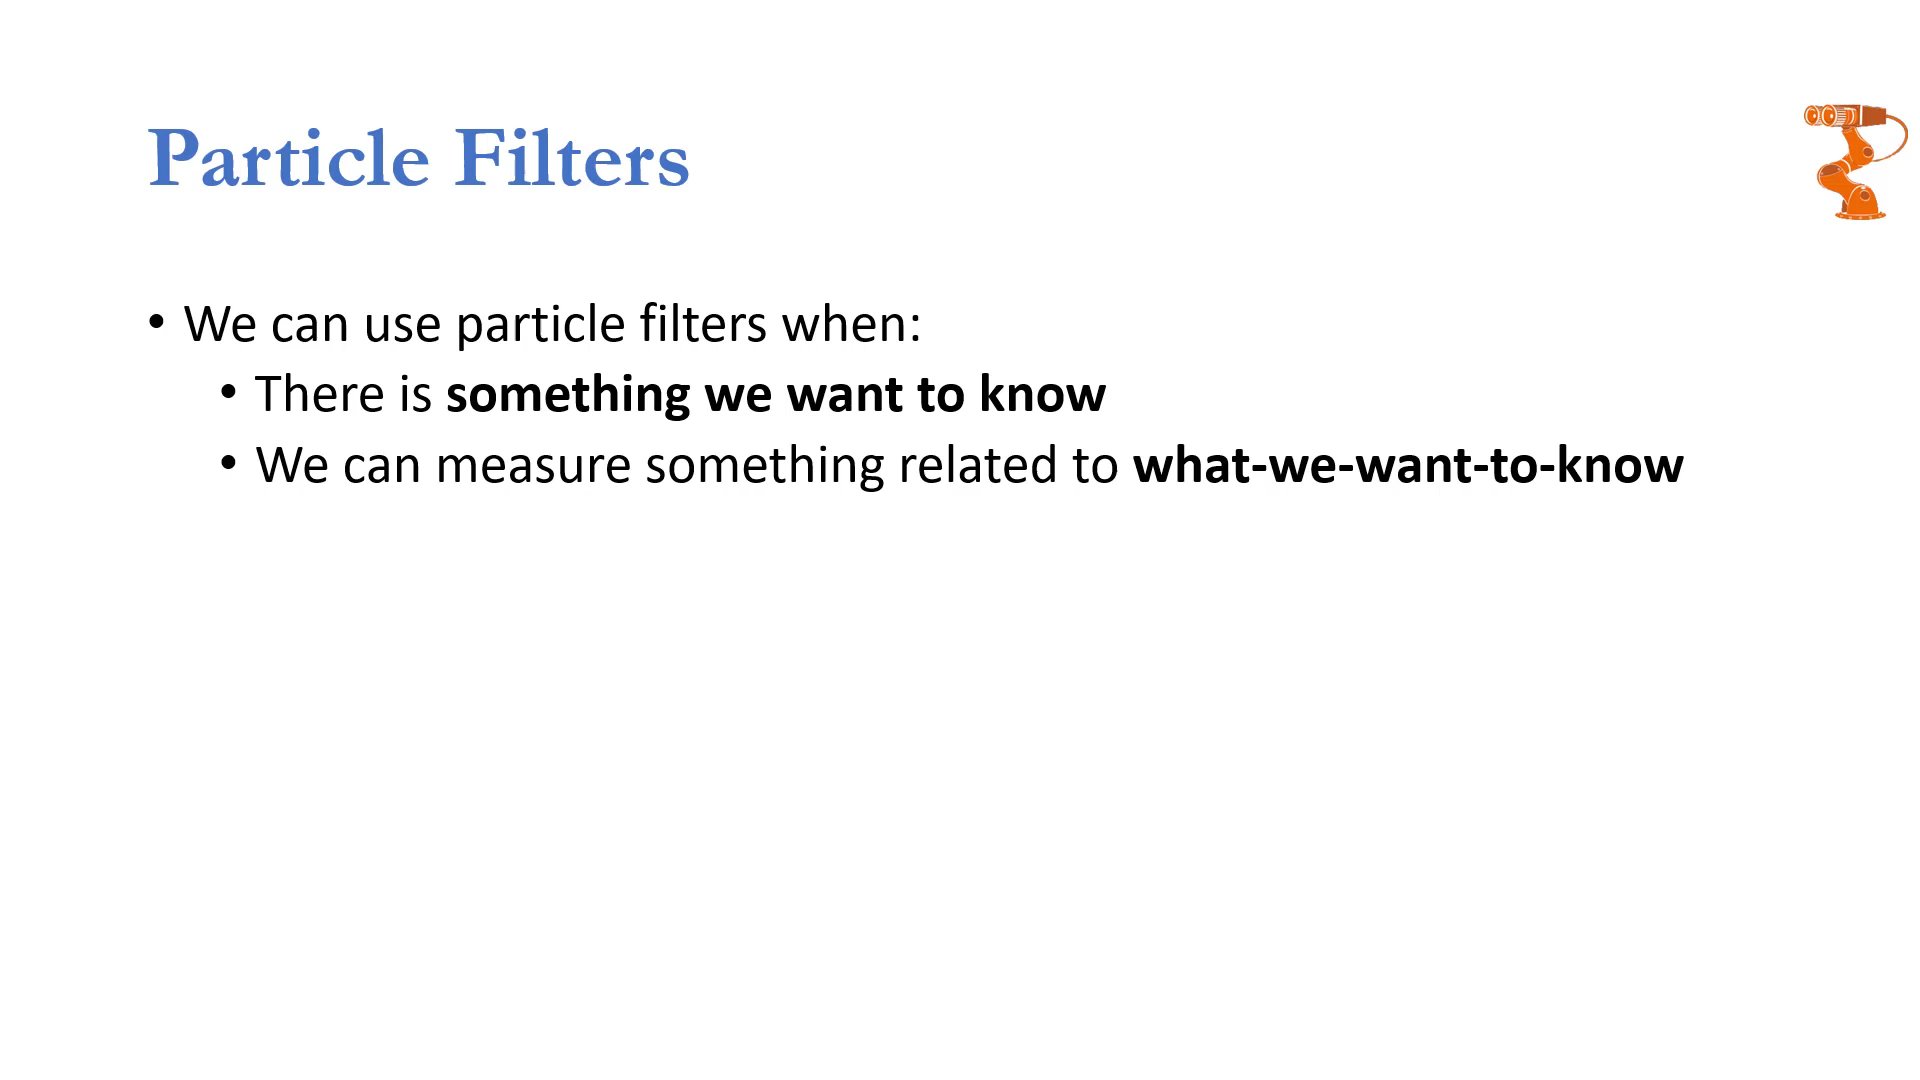 Particle Filters
• We can use particle filters when:
• There is something we want to know
• We can measure something related to what-we-want-to-know